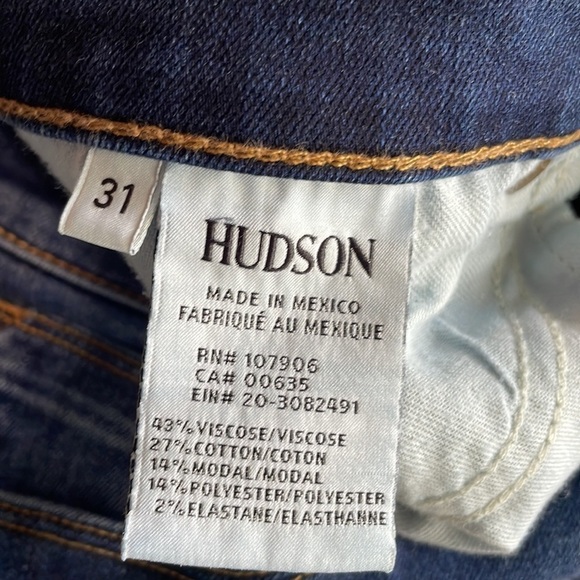 31
HUDSON
MADE IN MEXICO
FABRIQUÉ AU MEXIQUE
RN# 107906
CA# 00635
EIN# 20-3082491
43% VISCOSE/VISCOSE
27% COTTON/COTON
14% MODAL/MODAL
14% POLYESTER/POLYESTER
2% ELASTANE/ELASTHANNE